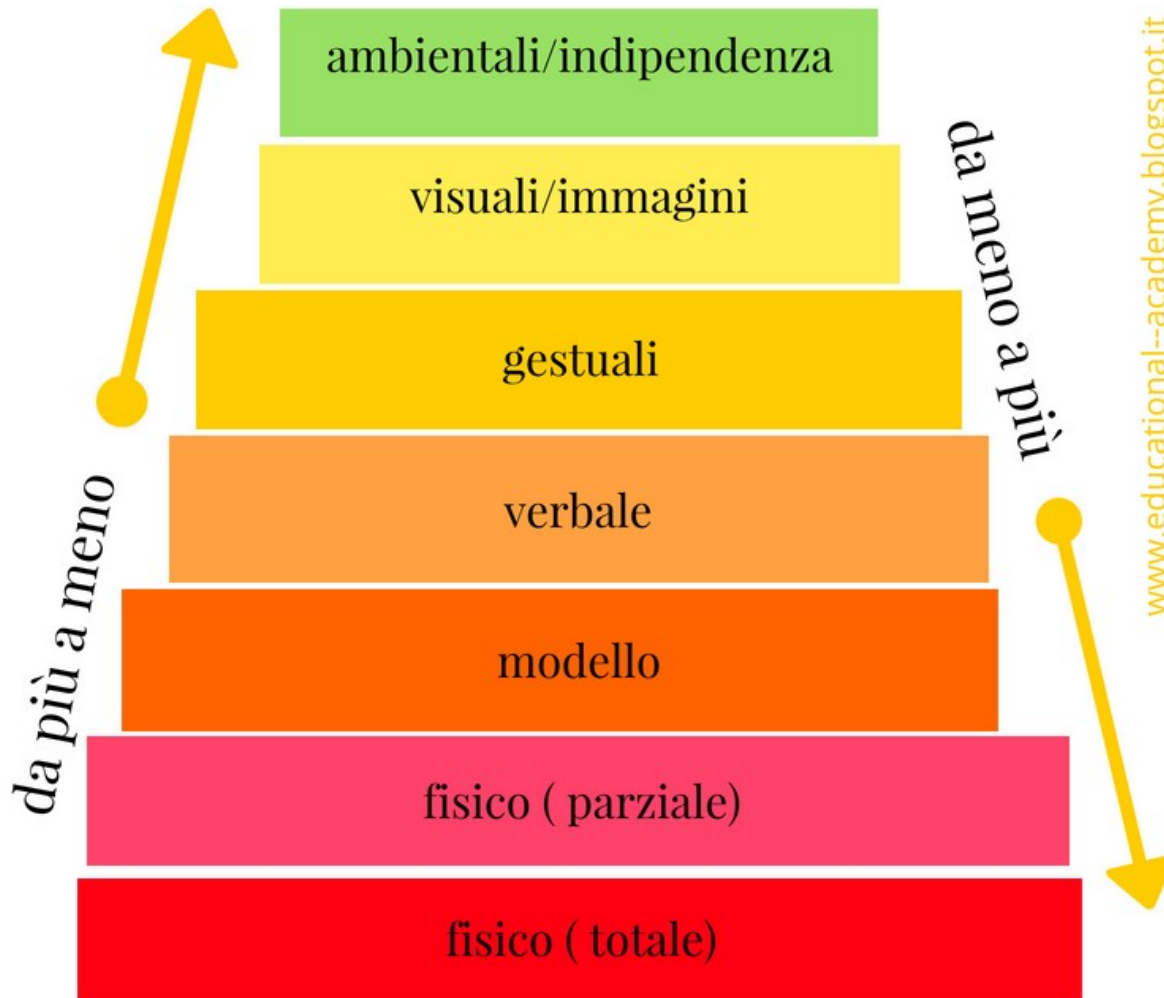 ambientali/indipendenza
visuali/immagini
gestuali
verbale
modello
fisico ( parziale)
fisico ( totale)
da più a meno
da meno a più
www.educational--academy.blogspot.it